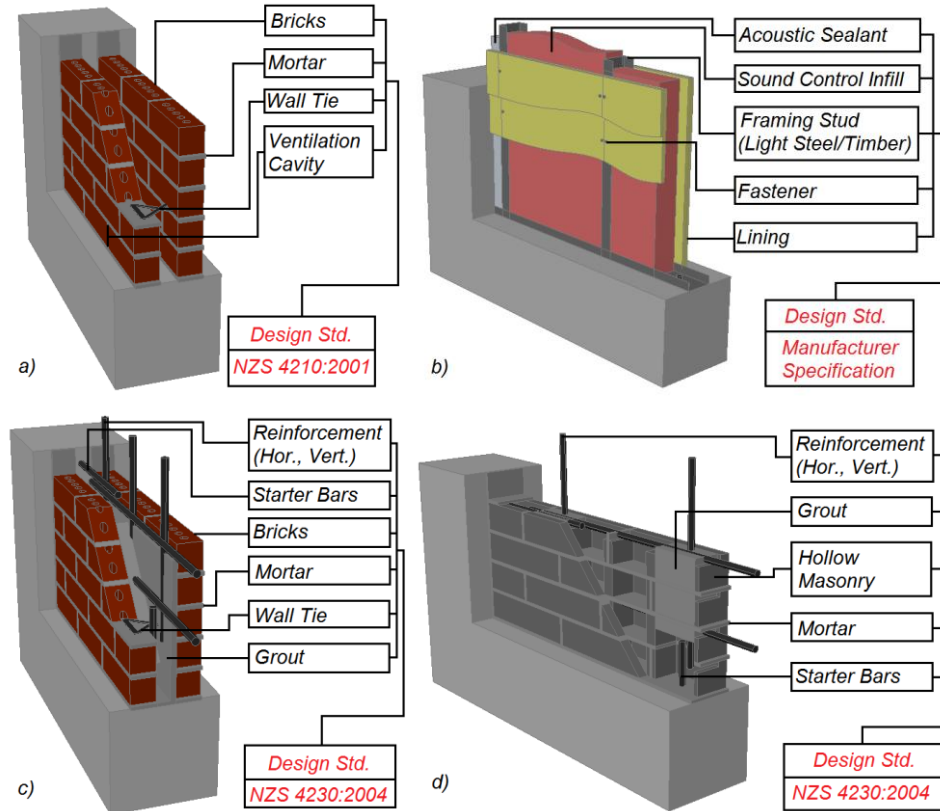 Bricks
Mortar
Wall Tie
Ventilation
Cavity
Design Std.
NZS 4210:2001
a)
Acoustic Sealant
Sound Control Infill
Framing Stud
(Light Steel/Timber)
Fastener
Lining
Design Std.
Manufacturer
Specification
b)
Reinforcement
(Hor., Vert.)
Starter Bars
Bricks
Mortar
Wall Tie
Grout
Design Std.
NZS 4230:2004
c)
Reinforcement
(Hor., Vert.)
Grout
Hollow
Masonry
Mortar
Starter Bars
Design Std.
NZS 4230:2004
d)